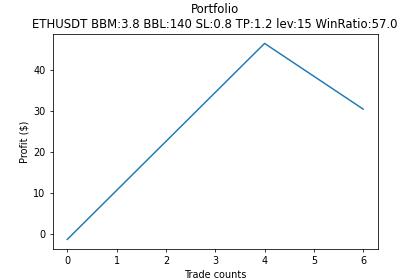 Portfolio
ETHUSDT BBM:3.8 BBL:140 SL:0.8 TP:1.2 lev:15 WinRatio:57.0
40
30
20
10
0
Profit ($)
0 1 2 3 4 5 6
Trade counts